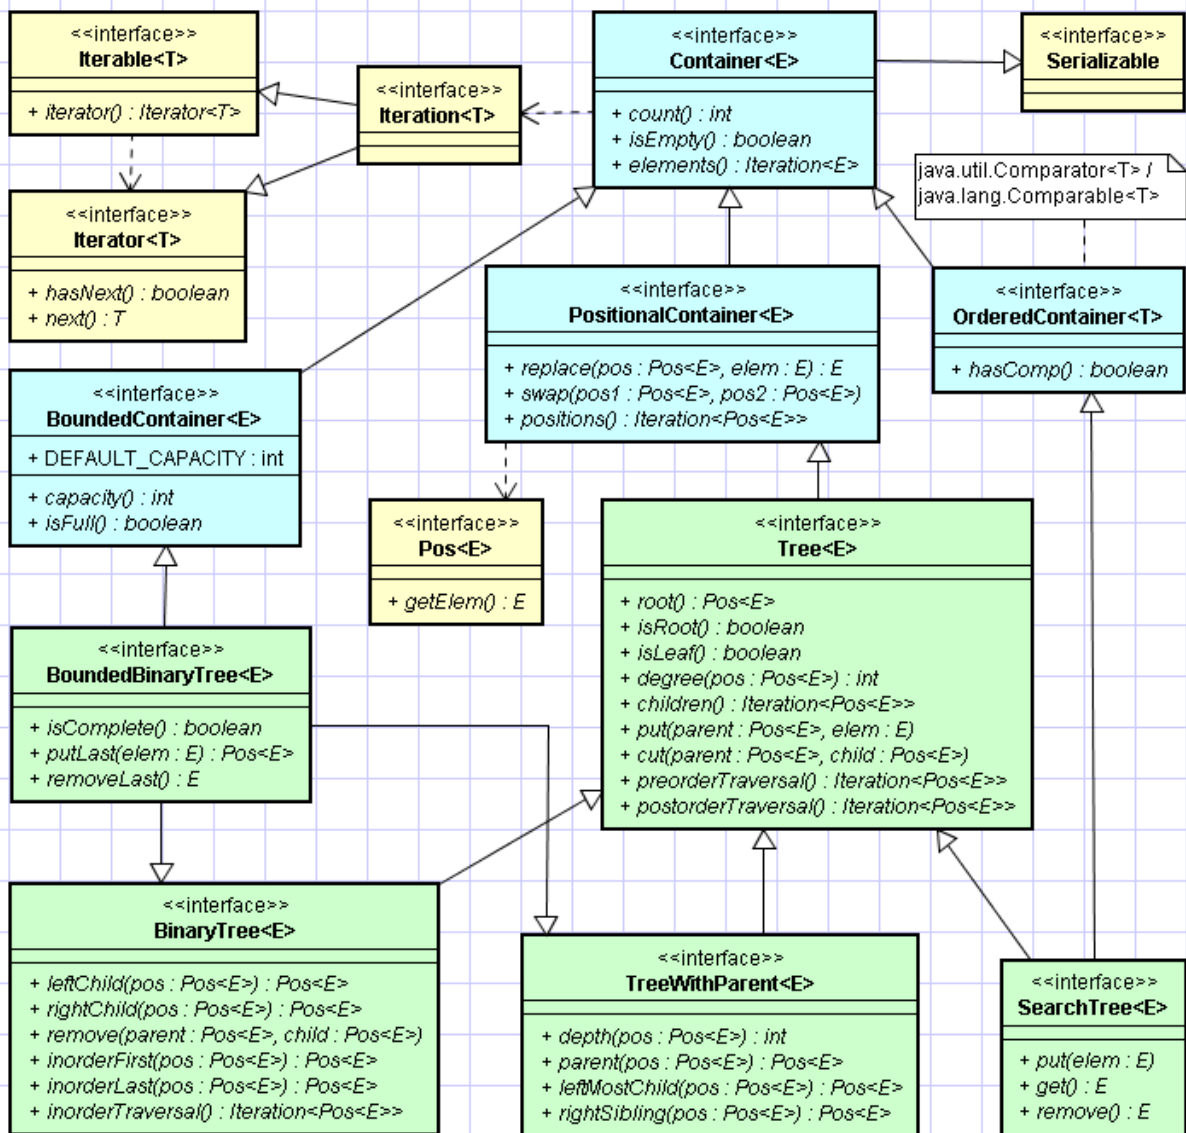 <<interface>>
Iterable<T>
+ iterator() : Iterator<T>
<<interface>>
Iteration<T>
<<interface>>
Container<E>
+ count() : int
+ isEmpty() : boolean
+ elements() : Iteration<E>
<<interface>>
Serializable
java.util.Comparator<T> /
java.lang.Comparable<T>
<<interface>>
Iterator<T>
+ hasNext() : boolean
+ next() : T
<<interface>>
PositionalContainer<E>
+ replace(pos : Pos<E>, elem : E) : E
+ swap(pos1 : Pos<E>, pos2 : Pos<E>)
+ positions() : Iteration<Pos<E>>
<<interface>>
OrderedContainer<T>
+ hasComp() : boolean
<<interface>>
BoundedContainer<E>
+ DEFAULT_CAPACITY : int
+ capacity() : int
+ isFull() : boolean
<<interface>>
Pos<E>
+ getElem() : E
<<interface>>
Tree<E>
+ root() : Pos<E>
+ isRoot() : boolean
+ isLeaf() : boolean
+ degree(pos : Pos<E>) : int
+ children() : Iteration<Pos<E>>
+ put(parent : Pos<E>, elem : E)
+ cut(parent : Pos<E>, child : Pos<E>)
+ preorderTraversal() : Iteration<Pos<E>>
+ postorderTraversal() : Iteration<Pos<E>>
<<interface>>
BoundedBinaryTree<E>
+ isComplete() : boolean
+ putLast(elem : E) : Pos<E>
+ removeLast() : E
<<interface>>
BinaryTree<E>
+ leftChild(pos : Pos<E>) : Pos<E>
+ rightChild(pos : Pos<E>) : Pos<E>
+ remove(parent : Pos<E>, child : Pos<E>)
+ inorderFirst(pos : Pos<E>) : Pos<E>
+ inorderLast(pos : Pos<E>) : Pos<E>
+ inorderTraversal() : Iteration<Pos<E>>
<<interface>>
TreeWithParent<E>
+ depth(pos : Pos<E>) : int
+ parent(pos : Pos<E>) : Pos<E>
+ leftMostChild(pos : Pos<E>) : Pos<E>
+ rightSibling(pos : Pos<E>) : Pos<E>
<<interface>>
SearchTree<E>
+ put(elem : E)
+ get() : E
+ remove() : E